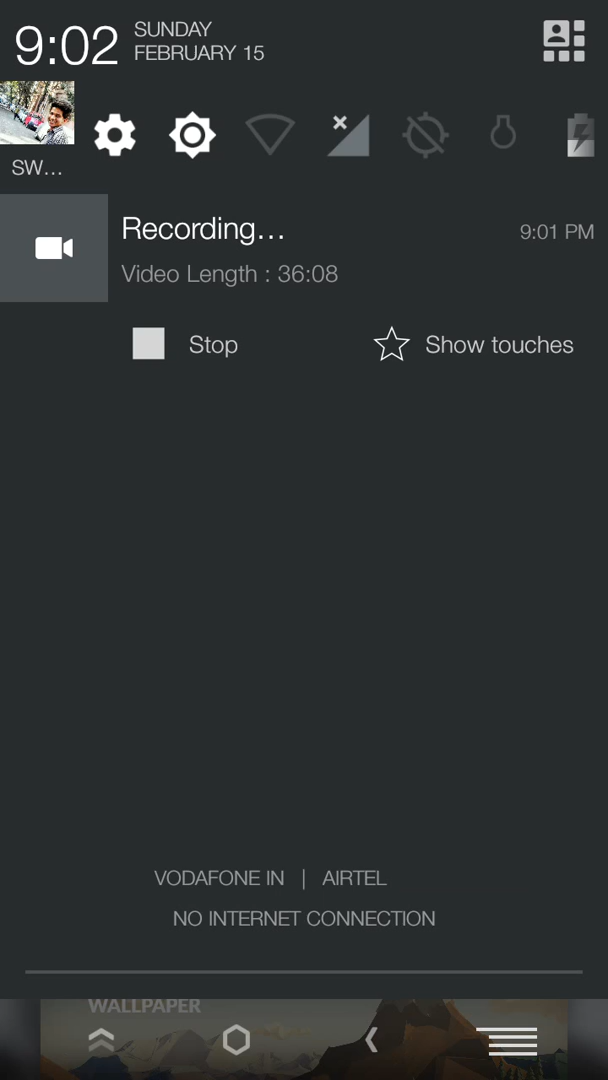 9:02
SUNDAY
FEBRUARY 15
SW...
Recording...
9:01 PM
Video Length : 36:08
Stop
Show touches
VODAFONE IN | AIRTEL
NO INTERNET CONNECTION
WALLPAPER